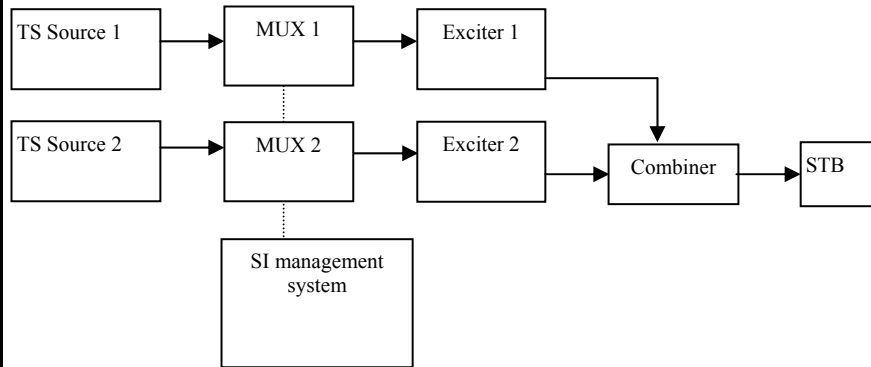 TS Source 1
MUX 1
Exciter 1
TS Source 2
MUX 2
Exciter 2
Combiner
STB
SI management
system